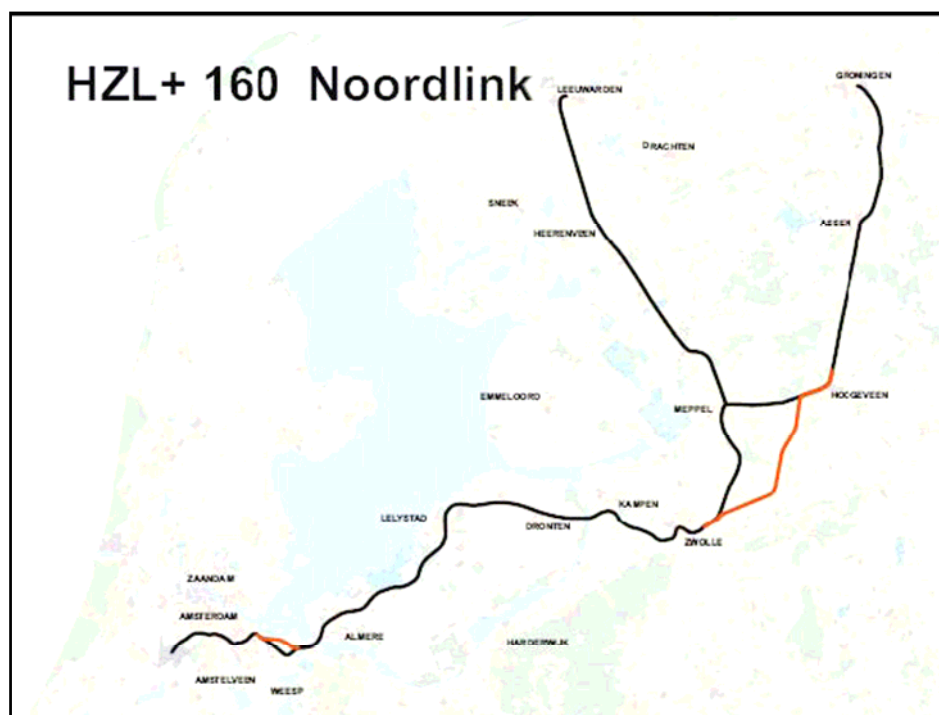 HZL+ 160 Noordlink
GRONINGEN
LEEUWARDEN
DRACHTEN
SNEEK
ASSEN
HEERENVEEN
EMMELOORD
HOOGEVEEN
MEPPEL
KAMPEN
LELYSTAD
DRONTEN
ZWOLLE
ZAANDAM
AMSTERDAM
ALMERE
HARDERWIJK
AMSTELVEEN
WEESP